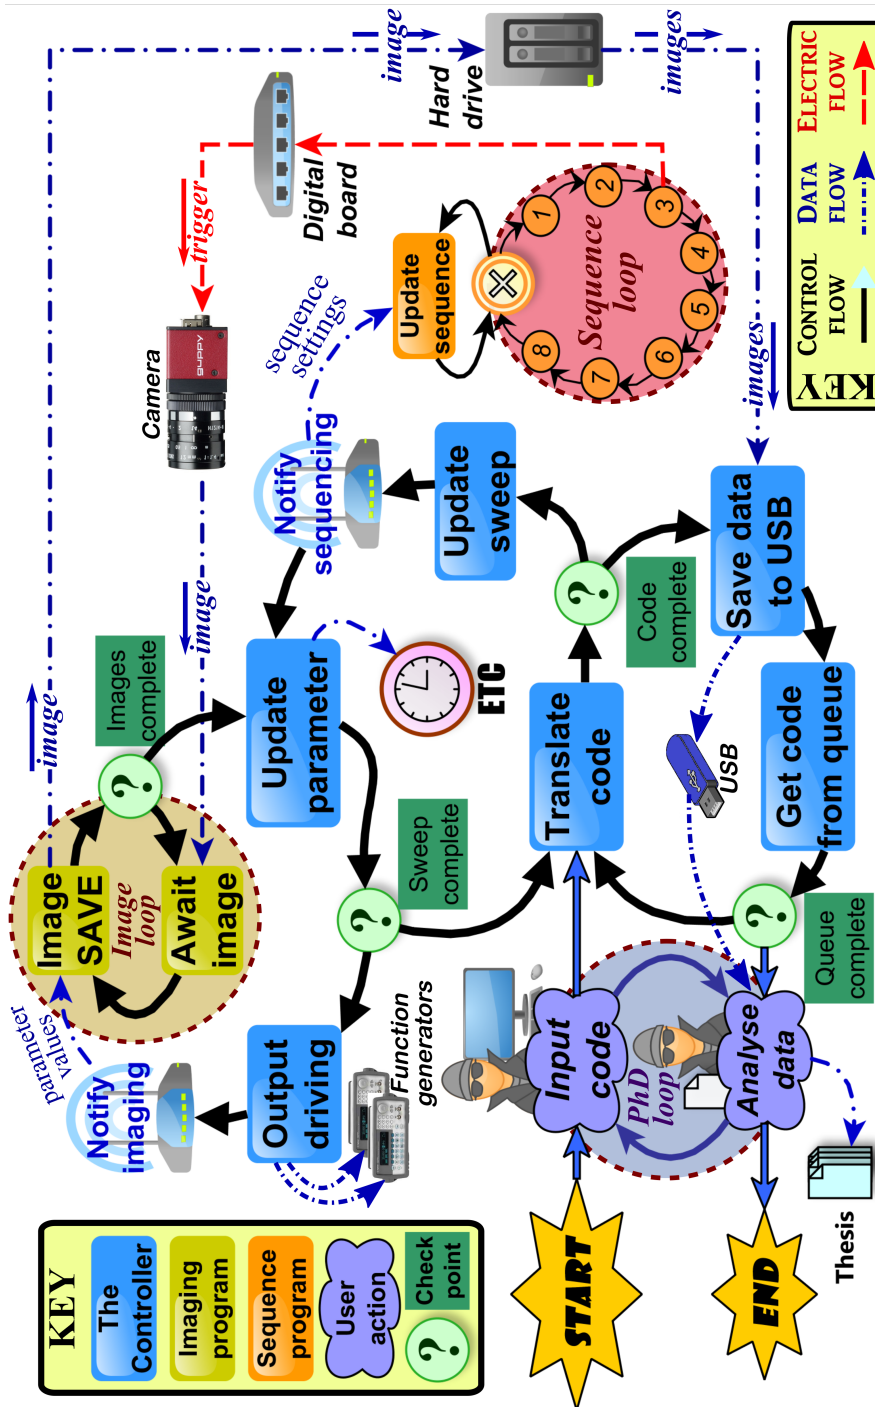 KEY
The
Controller
Imaging
program
Sequence
program
User
action
?
Check
point
START
END
Input
code
PhD
loop
Analyse
data
Thesis
Output
driving
Function
generators
Notify
imaging
parameter
values
Image
SAVE
Image
loop
Await
image
?
Images
complete
image
image
Update
parameter
ETC
?
Sweep
complete
Translate
code
?
Code
complete
Update
sweep
Notify
sequencing
sequence
settings
Update
sequence
Sequence
loop
1
2
3
4
5
6
7
8
Camera
guppy
trigger
Digital
board
image
Hard
drive
images
images
Save data
to USB
USB
Get code
from queue
?
Queue
complete
KEY
CONTROL
FLOW
DATA
FLOW
ELECTRIC
FLOW